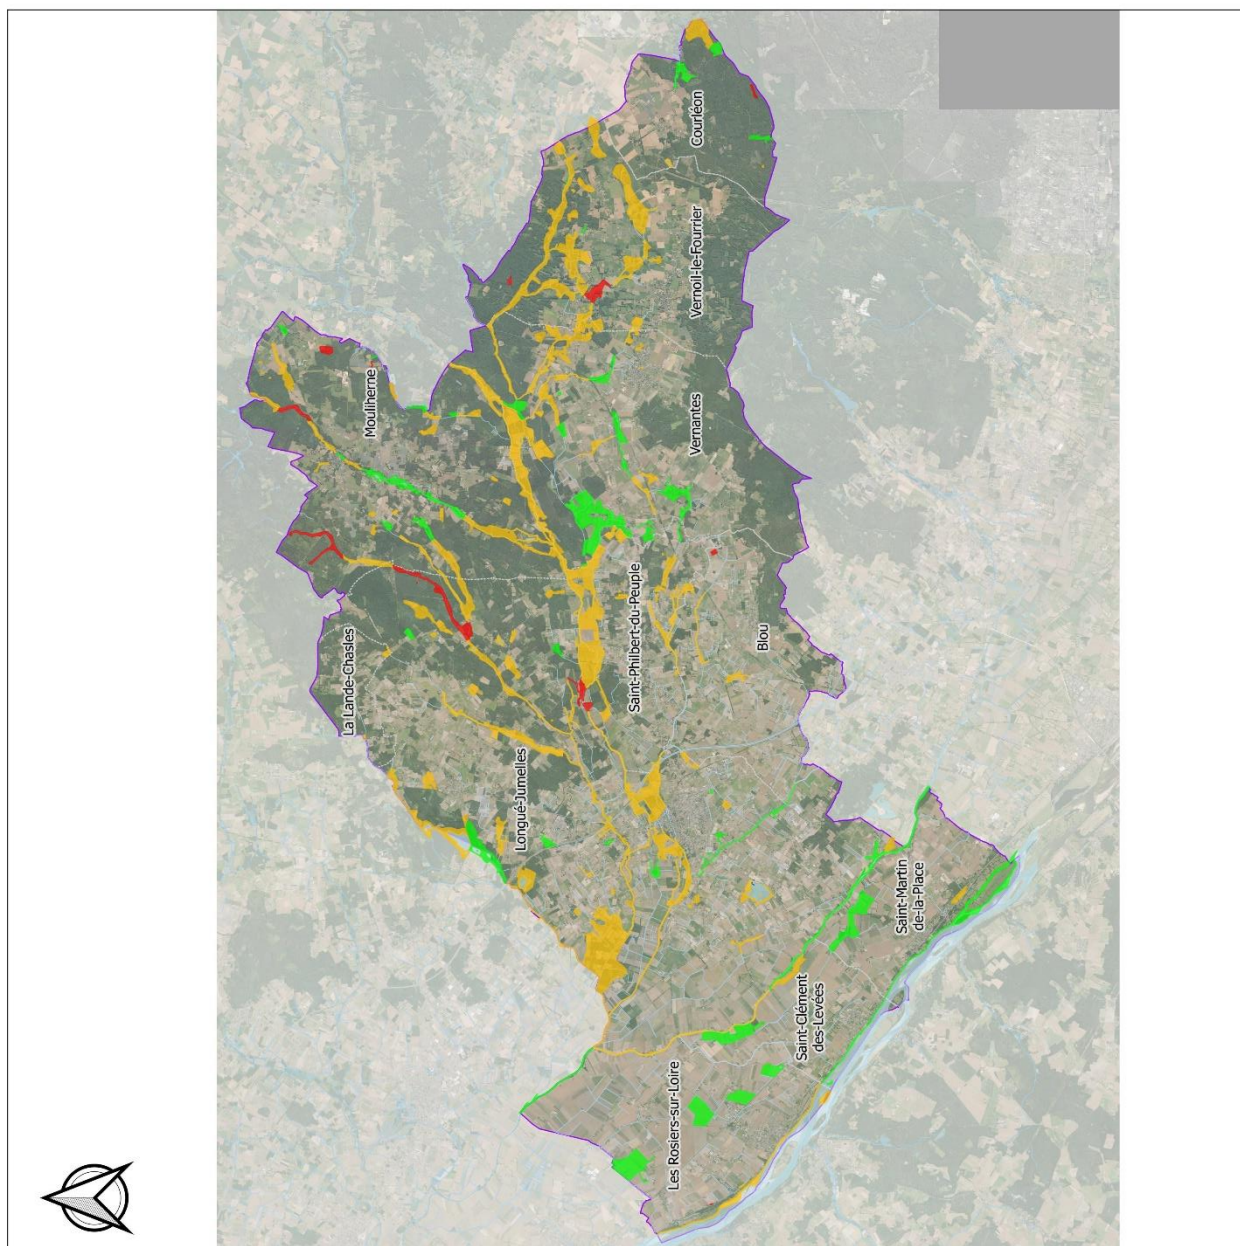 Courléon
Vernoil-le-Fourrier
Mouliherne
Vernantes
La Lande-Chasles
Saint-Philbert-du-Peuple
Blou
Longué-Jumelles
Saint-Martin
de-la-Place
Saint-Clément
des-Levées
Les Rosiers-sur-Loire